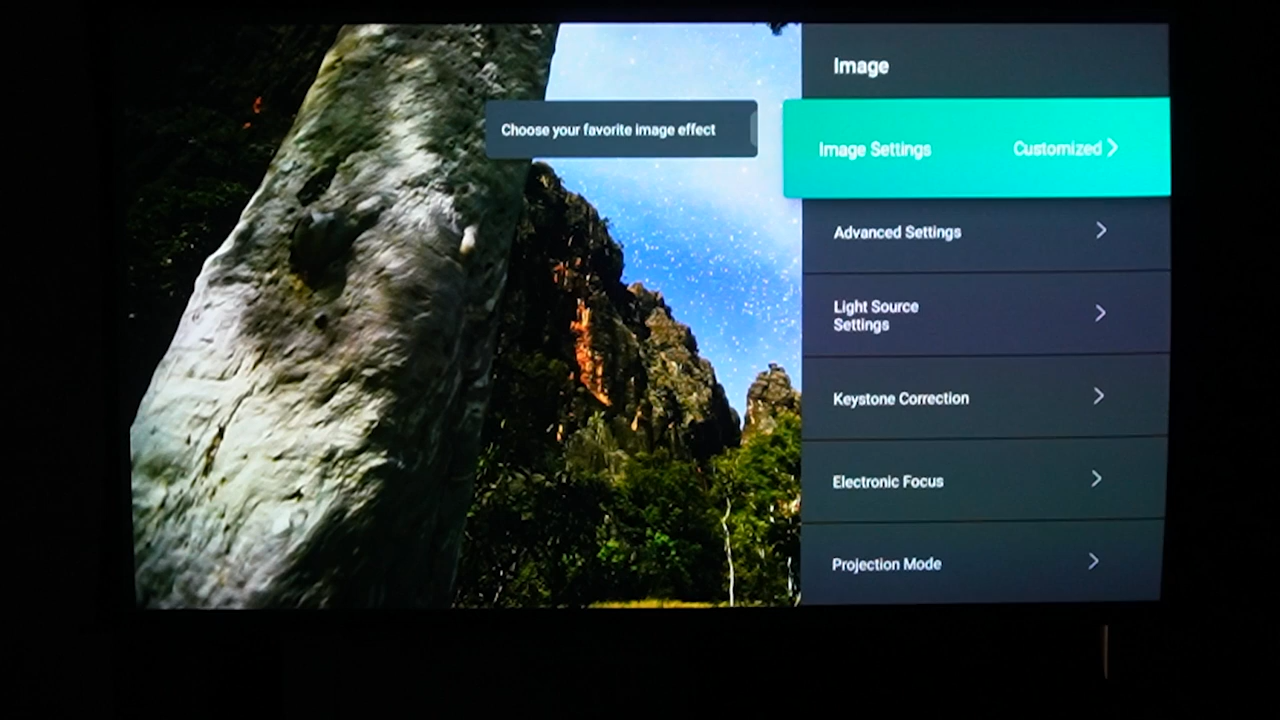 Image
Choose your favorite image effect
Image Settings Customized
Advanced Settings
Light Source
Settings
Keystone Correction
Electronic Focus
Projection Mode